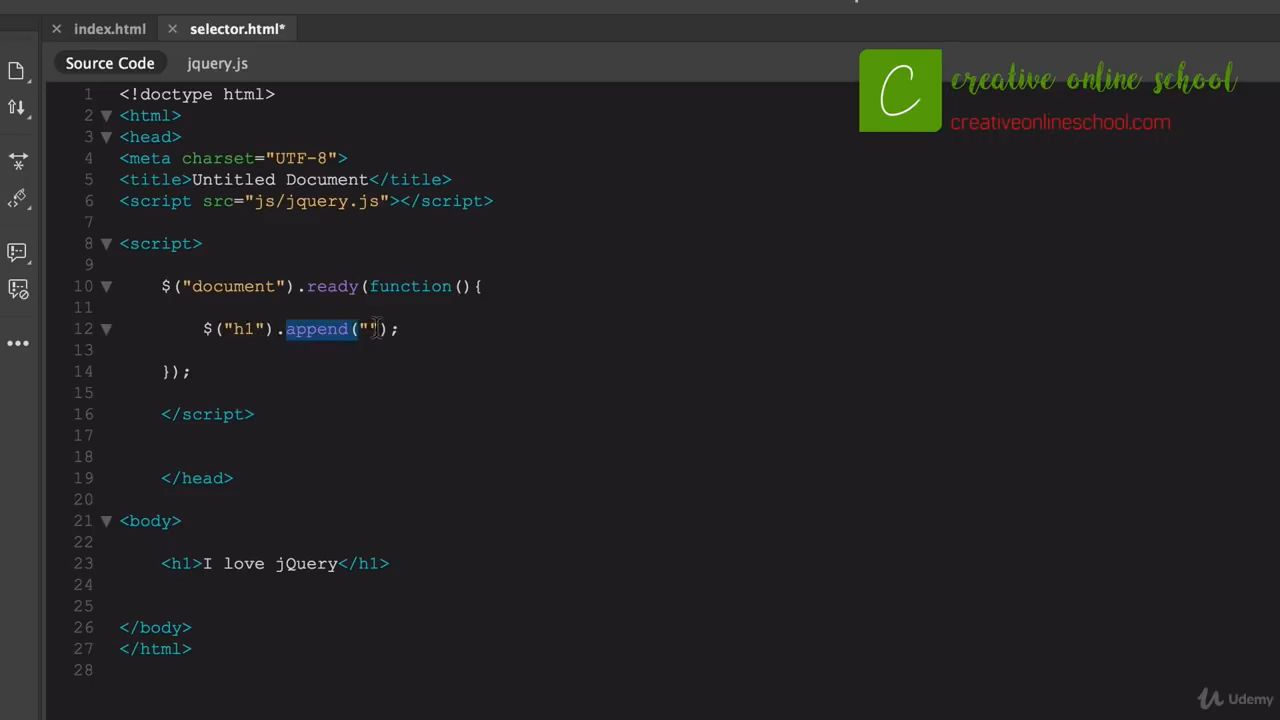 index.html
selector.html*
Source Code
jquery.js
C creative online school
creativeonlineschool.com
1 <!doctype html>
2 <html>
3 <head>
4 <meta charset="UTF-8">
5 <title>Untitled Document</title>
6 <script src="js/jquery.js"></script>
7
8 <script>
9
10 $("document").ready(function(){
11
12 $("h1").append("");
13
14 });
15
16 </script>
17
18
19 </head>
20
21 <body>
22
23 <h1>I love jQuery</h1>
24
25
26 </body>
27 </html>
28
Udemy